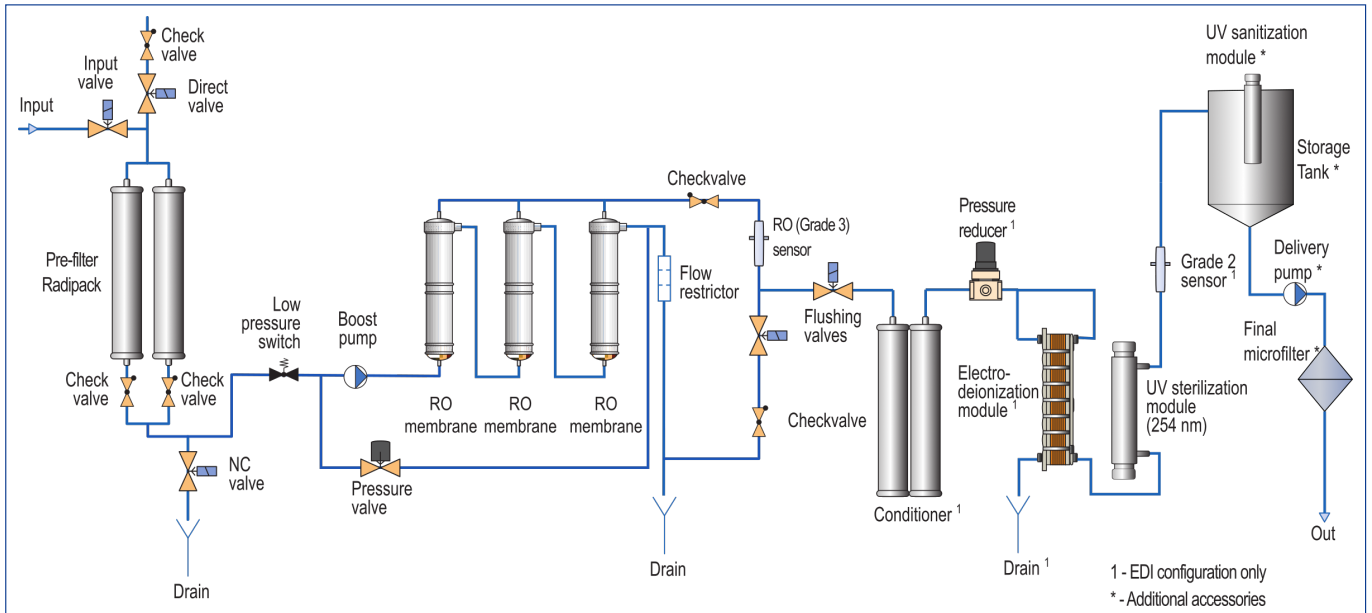 Check
valve
Input
valve
Direct
valve
Input
Pre-filter
Radipack
Check
valve
Check
valve
NC
valve
Drain
Low
pressure
switch
Boost
pump
Pressure
valve
RO
membrane
RO
membrane
RO
membrane
Checkvalve
RO (Grade 3)
sensor
Flow
restrictor
Checkvalve
Drain
Flushing
valves
Conditioner 1
Pressure
reducer 1
Electro-
deionization
module 1
Drain 1
UV sterilization
module
(254 nm)
Grade 2
sensor 1
UV sanitization
module *
Storage
Tank *
Delivery
pump *
Final
microfilter *
Out
1 - EDI configuration only
* - Additional accessories